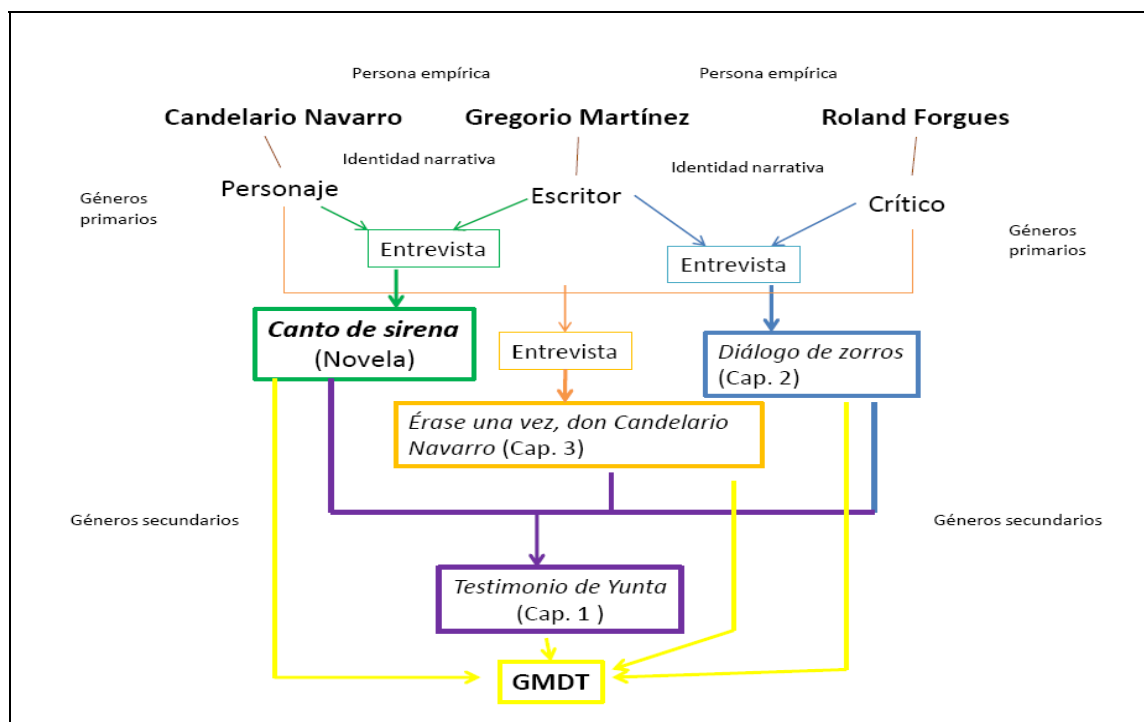 Persona empírica
Persona empírica
Candelario Navarro
Gregorio Martínez
Roland Forgues
Identidad narrativa
Identidad narrativa
Personaje
Escritor
Crítico
Géneros
primarios
Géneros
primarios
Entrevista
Entrevista
Canto de sirena
(Novela)
Entrevista
Diálogo de zorros
(Cap. 2)
Érase una vez, don Candelario
Navarro (Cap. 3)
Géneros secundarios
Géneros secundarios
Testimonio de Yunta
(Cap. 1 )
GMDT